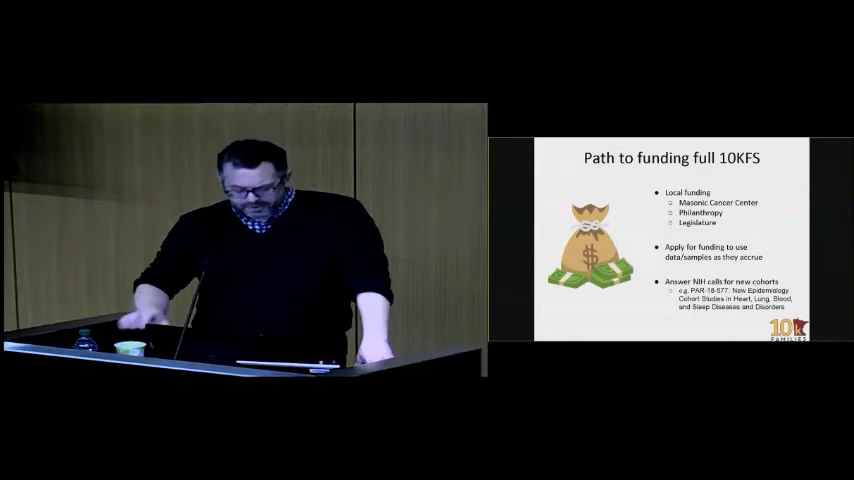 Path to funding full 10KFS
● Local funding
○ Masonic Cancer Center
○ Philanthropy
○ Legislature
● Apply for funding to use
data/samples as they accrue
● Answer NIH calls for new cohorts
○ e.g. PAR-18-577: New Epidemiology
Cohort Studies in Heart, Lung, Blood,
and Sleep Diseases and Disorders
$
10K
FAMILIES